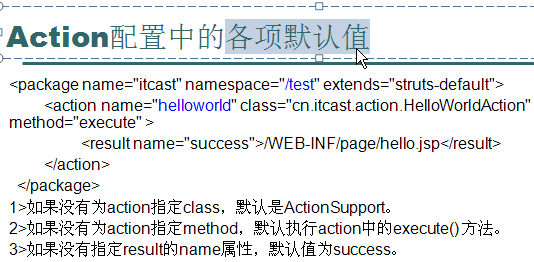 Action配置中的各项默认值
<package name="itcast" namespace="/test" extends="struts-default">
<action name="helloworld" class="cn.itcast.action.HelloWorldAction"
method="execute" >
<result name="success">/WEB-INF/page/hello.jsp</result>
</action>
</package>
1>如果没有为action指定class，默认是ActionSupport。
2>如果没有为action指定method，默认执行action中的execute() 方法。
3>如果没有指定result的name属性，默认值为success。